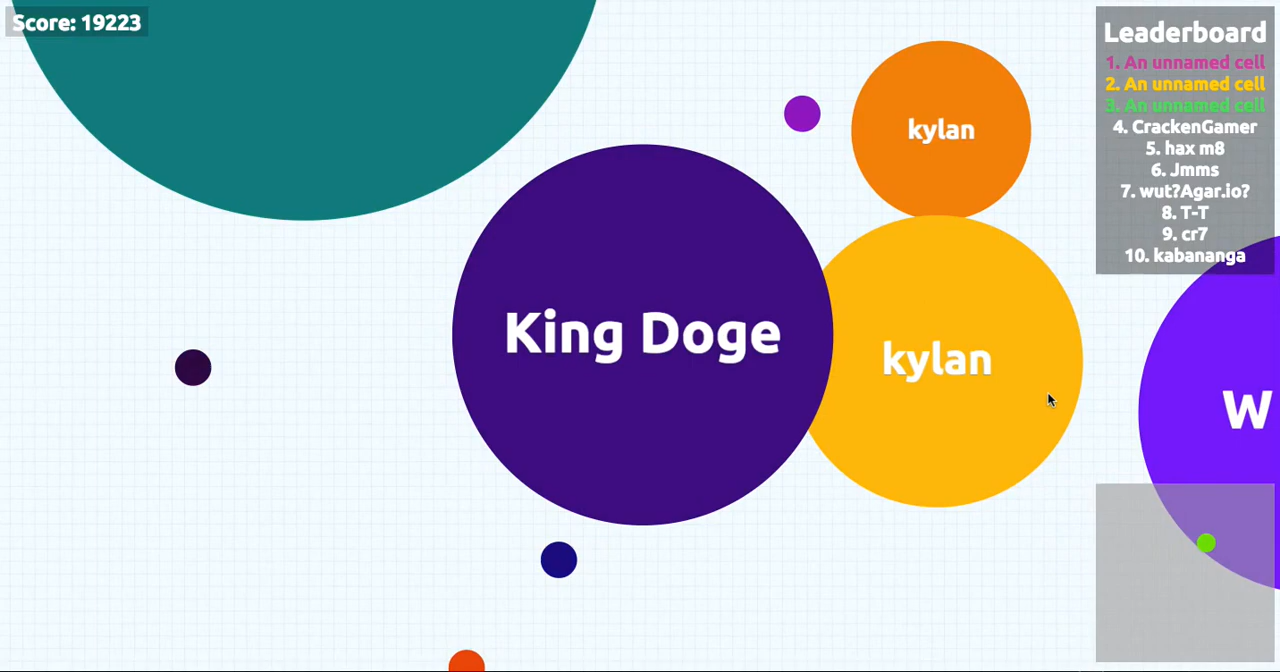 Score: 19223
Leaderboard
1. An unnamed cell
2. An unnamed cell
3. An unnamed cell
4. CrackenGamer
5. hax m8
6. Jmms
7. wut?Agar.io?
8. T-T
9. cr7
10. kabananga
kylan
King Doge
kylan
W